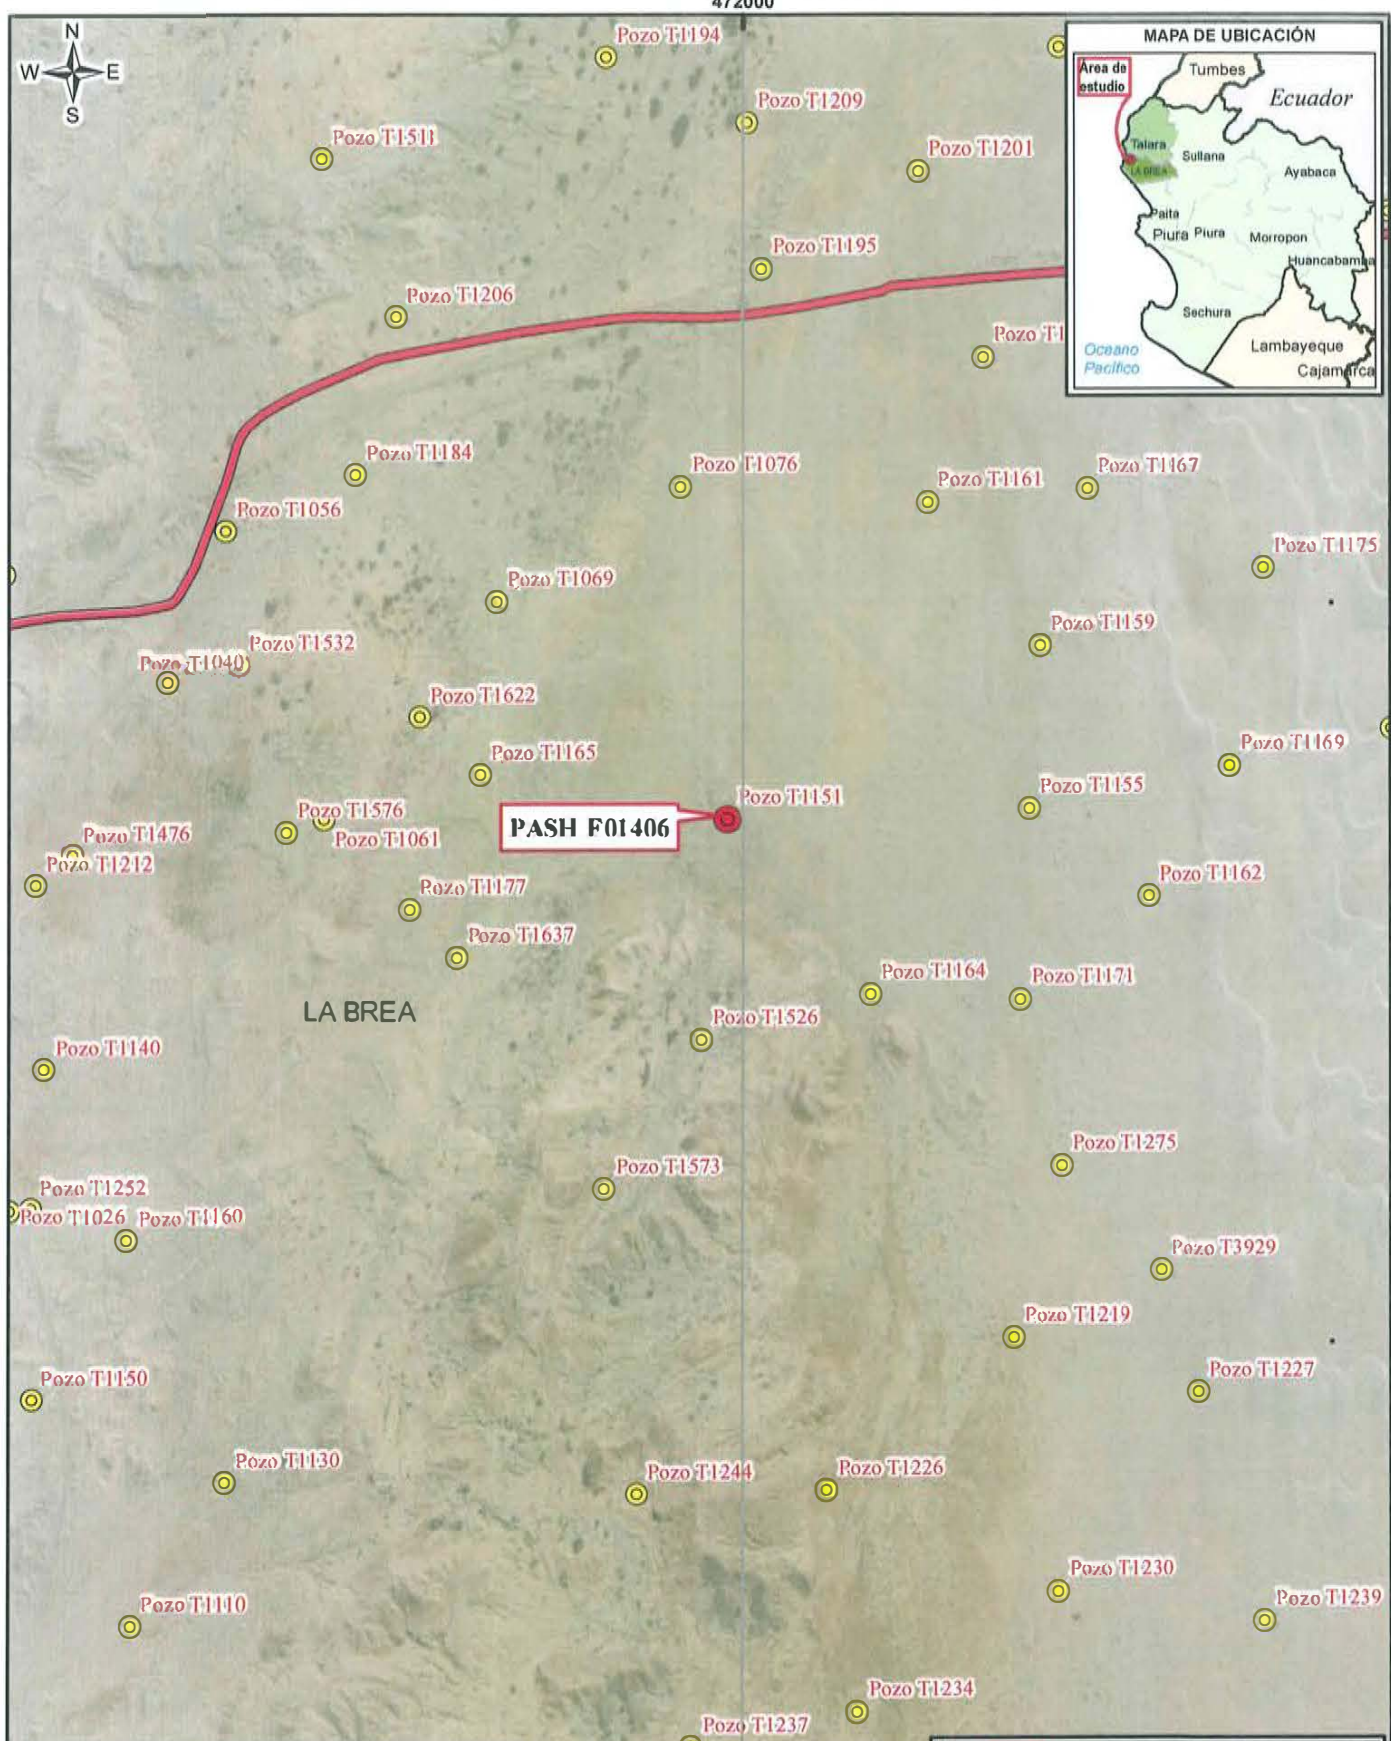 472000
N
W E
S
MAPA DE UBICACIÓN
Área de
estudio
Tumbes
Ecuador
Talara
Sullana
LA BREA
Ayabaca
Paita
Piura Piura
Morropon
Huancabamba
Sechura
Lambayeque
Oceano
Pacífico
Cajamarca
Pozo T1194
Pozo T1209
Pozo T1511
Pozo T1201
Pozo T1195
Pozo T1206
Pozo T1
Pozo T1184
Pozo T1076
Pozo T1161
Pozo T1167
Pozo T1056
Pozo T1175
Pozo T1069
Pozo T1159
Pozo T1532
Pozo T1040
Pozo T1622
Pozo T1165
Pozo T1169
Pozo T1151
Pozo T1155
PASH F01406
Pozo T1576
Pozo T1061
Pozo T1476
Pozo T1212
Pozo T1177
Pozo T1162
Pozo T1637
Pozo T1164
Pozo T1171
LA BREA
Pozo T1526
Pozo T1140
Pozo T1275
Pozo T1573
Pozo T1252
Pozo T1026
Pozo T1160
Pozo T3929
Pozo T1219
Pozo T1227
Pozo T1150
Pozo T1130
Pozo T1244
Pozo T1226
Pozo T1230
Pozo T1239
Pozo T1110
Pozo T1234
Pozo T1237